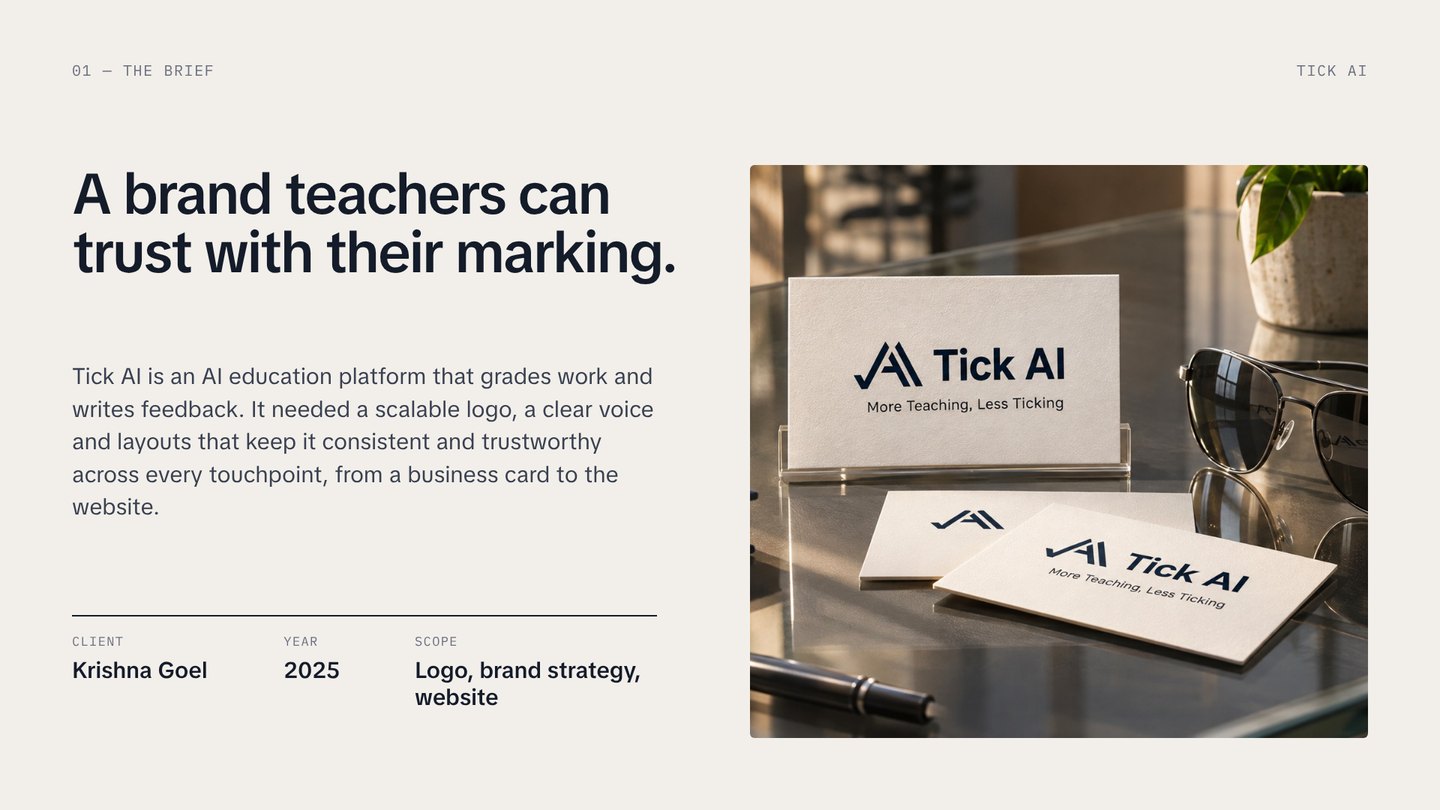 01 — THE BRIEF
TICK AI
A brand teachers can
trust with their marking.
Tick AI is an AI education platform that grades work and
writes feedback. It needed a scalable logo, a clear voice
and layouts that keep it consistent and trustworthy
across every touchpoint, from a business card to the
website.
CLIENT
Krishna Goel
YEAR
2025
SCOPE
Logo, brand strategy,
website
Tick AI
More Teaching, Less Ticking
Tick AI
More Teaching, Less Ticking